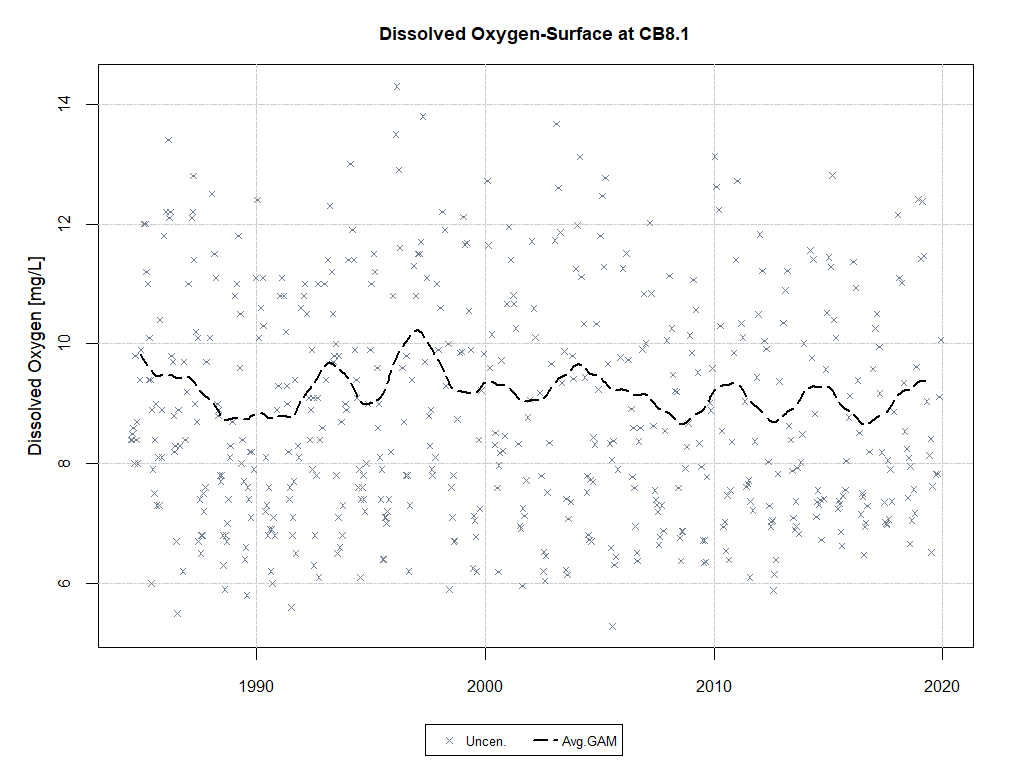 Dissolved Oxygen-Surface at CB8.1
Dissolved Oxygen [mg/L]
14
12
10
8
6
1990
2000
2010
2020
Uncen.
Avg.GAM